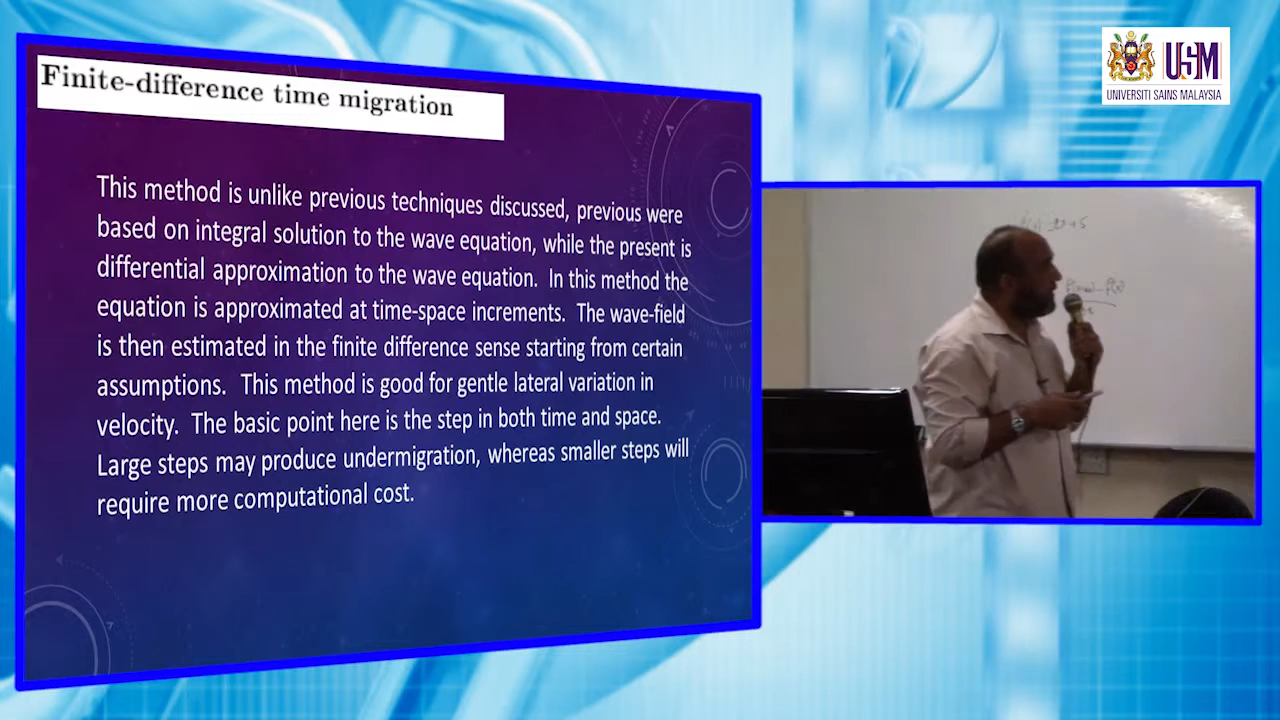 Finite-difference time migration
This method is unlike previous techniques discussed, previous were
based on integral solution to the wave equation, while the present is
differential approximation to the wave equation. In this method the
equation is approximated at time-space increments. The wave-field
is then estimated in the finite difference sense starting from certain
assumptions. This method is good for gentle lateral variation in
velocity. The basic point here is the step in both time and space.
Large steps may produce undermigration, whereas smaller steps will
require more computational cost.
USM
UNIVERSITI SAINS MALAYSIA